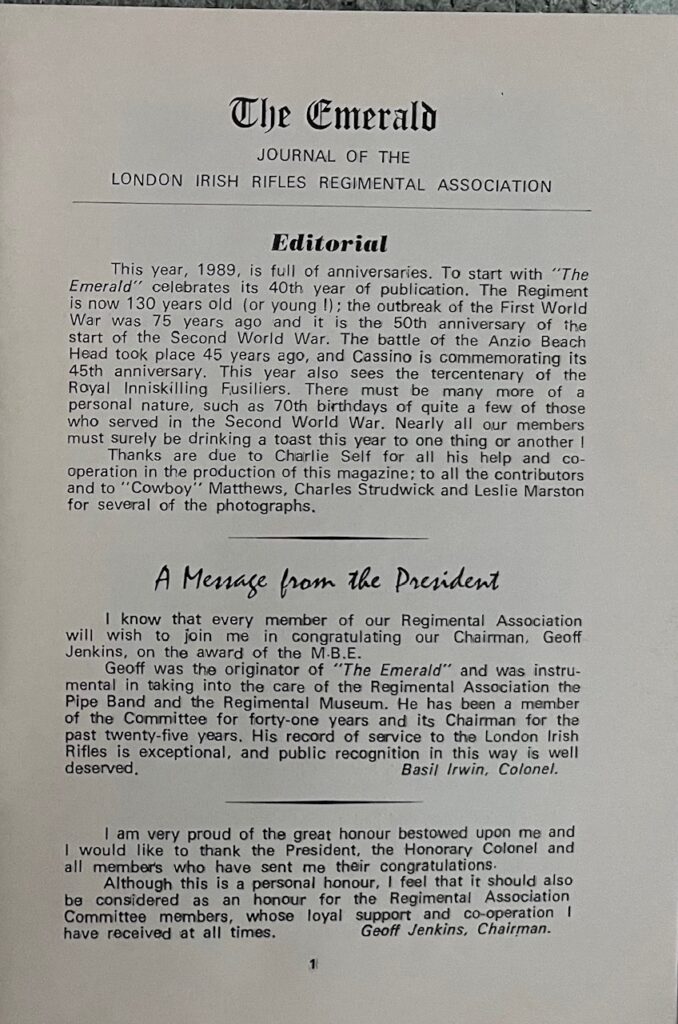 The Emerald
JOURNAL OF THE
LONDON IRISH RIFLES REGIMENTAL ASSOCIATION
Editorial
This year, 1989, is full of anniversaries. To start with "The
Emerald" celebrates its 40th year of publication. The Regiment
is now 130 years old (or young !); the outbreak of the First World
War was 75 years ago and it is the 50th anniversary of the
start of the Second World War. The battle of the Anzio Beach
Head took place 45 years ago, and Cassino is commemorating its
45th anniversary. This year also sees the tercentenary of the
Royal Inniskilling Fusiliers. There must be many more of a
personal nature, such as 70th birthdays of quite a few of those
who served in the Second World War. Nearly all our members
must surely be drinking a toast this year to one thing or another !
Thanks are due to Charlie Self for all his help and co-
operation in the production of this magazine; to all the contributors
and to "Cowboy" Matthews, Charles Strudwick and Leslie Marston
for several of the photographs.
A Message from the President
I know that every member of our Regimental Association
will wish to join me in congratulating our Chairman, Geoff
Jenkins, on the award of the M.B.E.
Geoff was the originator of "The Emerald" and was instru-
mental in taking into the care of the Regimental Association the
Pipe Band and the Regimental Museum. He has been a member
of the Committee for forty-one years and its Chairman for the
past twenty-five years. His record of service to the London Irish
Rifles is exceptional, and public recognition in this way is well
deserved. Basil Irwin, Colonel.
I am very proud of the great honour bestowed upon me and
I would like to thank the President, the Honorary Colonel and
all members who have sent me their congratulations.
Although this is a personal honour, I feel that it should also
be considered as an honour for the Regimental Association
Committee members, whose loyal support and co-operation I
have received at all times. Geoff Jenkins, Chairman.
1